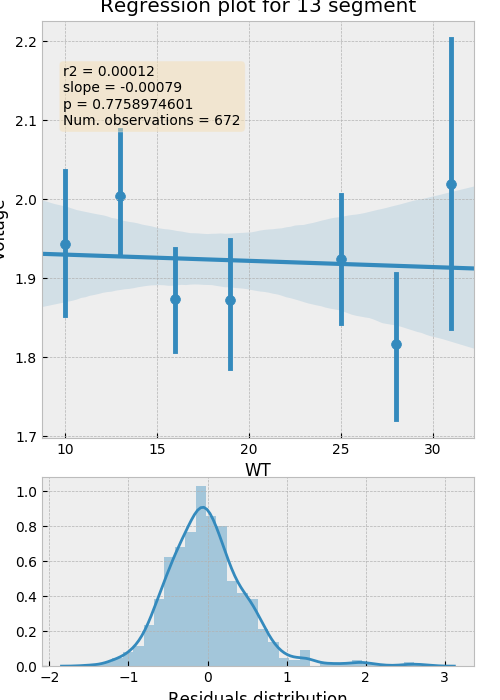 Regression plot for 13 segment
2.2
r2 = 0.00012
slope = -0.00079
p = 0.7758974601
Num. observations = 672
2.1
2.0
Voltage
1.9
1.8
1.7
10 15 20 25 30
WT
1.0
0.8
0.6
0.4
0.2
0.0
−2 −1 0 1 2 3
Residuals distribution